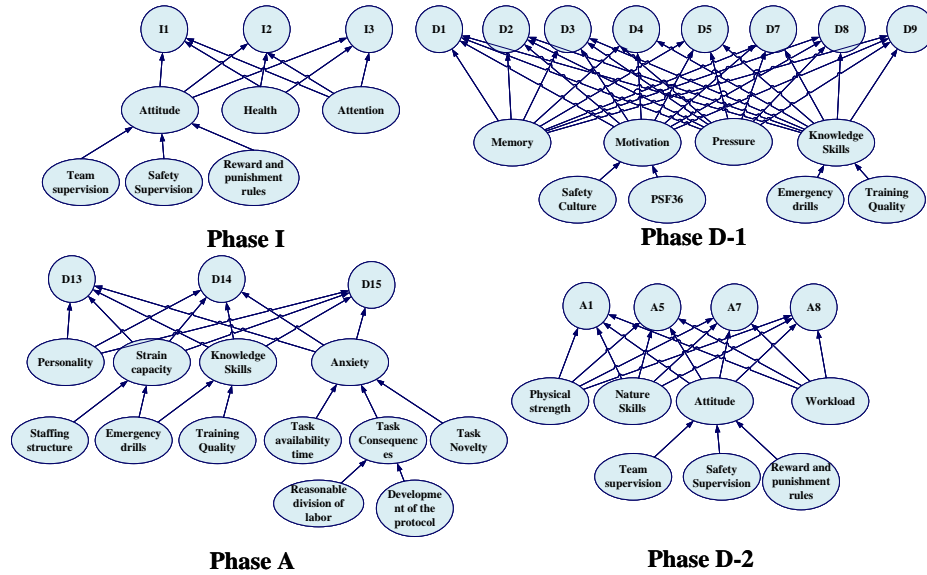 I1
I2
I3
Attitude
Health
Attention
Team
supervision
Safety
Supervision
Reward and
punishment
rules
Phase I
D1
D2
D3
D4
D5
D7
D8
D9
Memory
Motivation
Pressure
Knowledge
Skills
Safety
Culture
PSF36
Emergency
drills
Training
Quality
Phase D-1
D13
D14
D15
Personality
Strain
capacity
Knowledge
Skills
Anxiety
Staffing
structure
Emergency
drills
Training
Quality
Task
availability
time
Task
Consequenc
es
Task
Novelty
Reasonable
division of
labor
Developme
nt of the
protocol
Phase A
A1
A5
A7
A8
Physical
strength
Nature
Skills
Attitude
Workload
Team
supervision
Safety
Supervision
Reward and
punishment
rules
Phase D-2